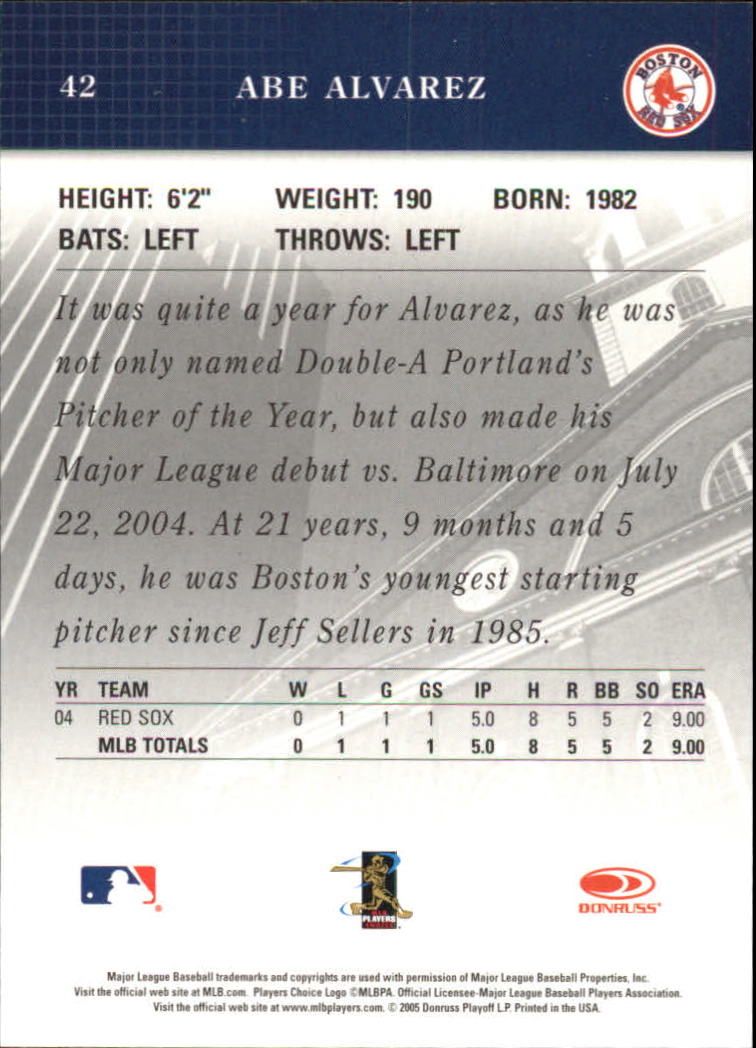 42 ABE ALVAREZ
BOSTON
RED SOX
HEIGHT: 6'2" WEIGHT: 190 BORN: 1982
BATS: LEFT THROWS: LEFT
It was quite a year for Alvarez, as he was
not only named Double-A Portland's
Pitcher of the Year, but also made his
Major League debut vs. Baltimore on July
22, 2004. At 21 years, 9 months and 5
days, he was Boston's youngest starting
pitcher since Jeff Sellers in 1985.
YR TEAM W L G GS IP H R BB SO ERA
04 RED SOX 0 1 1 1 5.0 8 5 5 2 9.00
MLB TOTALS 0 1 1 1 5.0 8 5 5 2 9.00
PLAYERS
CHOICE
DONRUSS
Major League Baseball trademarks and copyrights are used with permission of Major League Baseball Properties, Inc.
Visit the official web site at MLB.com. Players Choice Logo ©MLBPA. Official Licensee-Major League Baseball Players Association.
Visit the official web site at www.mlbplayers.com. © 2005 Donruss Playoff L.P. Printed in the USA.